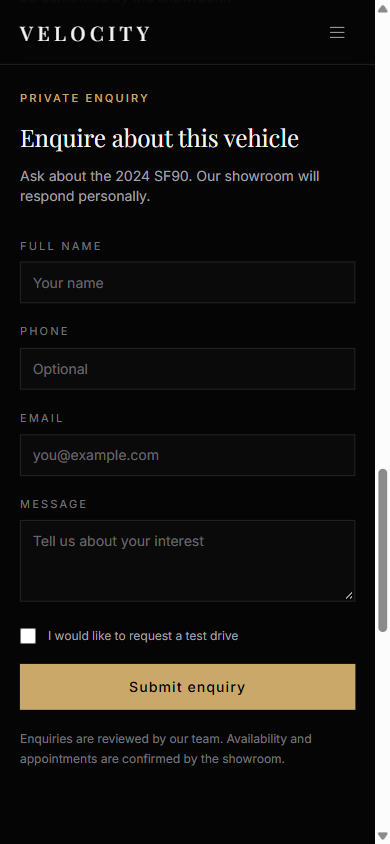 VELOCITY
PRIVATE ENQUIRY
Enquire about this vehicle
Ask about the 2024 SF90. Our showroom will
respond personally.
FULL NAME
Your name
PHONE
Optional
EMAIL
you@example.com
MESSAGE
Tell us about your interest
I would like to request a test drive
Submit enquiry
Enquiries are reviewed by our team. Availability and
appointments are confirmed by the showroom.